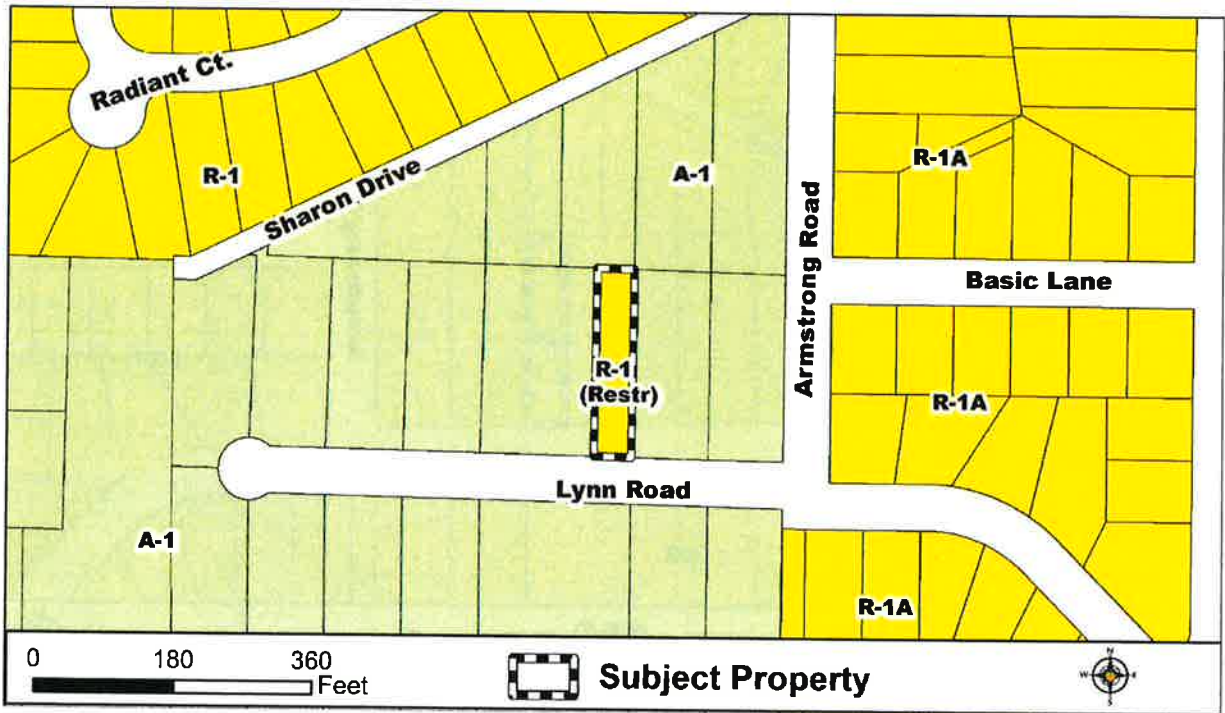 Radiant Ct.
R-1
Sharon Drive
A-1
R-1A
Armstrong Road
Basic Lane
R-1
(Restr)
R-1A
Lynn Road
A-1
R-1A
0 180 360
Feet
Subject Property
N
W E
S